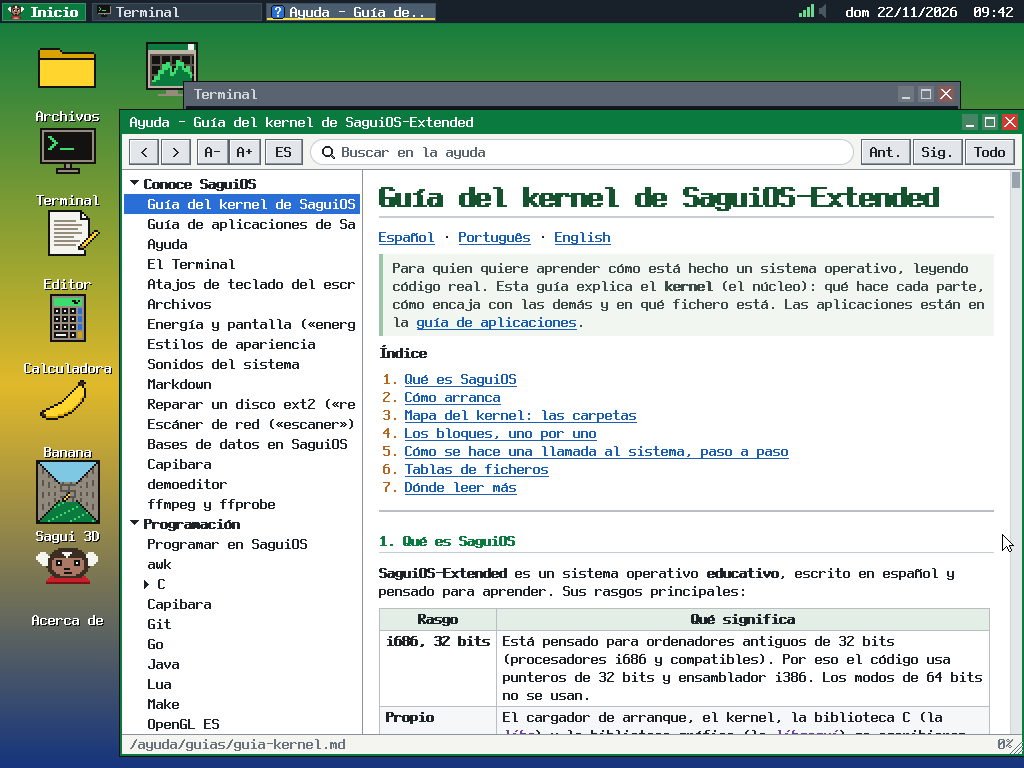 Inicio
Terminal
Ayuda - Guía de..
dom 22/11/2026 09:42
Archivos
Terminal
Editor
Calculadora
Banana
Sagui 3D
Acerca de
Terminal
Ayuda - Guía del kernel de SaguiOS-Extended
< > A- A+ ES
Buscar en la ayuda
Ant. Sig. Todo
Conoce SaguiOS
Guía del kernel de SaguiOS
Guía de aplicaciones de Sa
Ayuda
El Terminal
Atajos de teclado del escr
Archivos
Energía y pantalla («energ
Estilos de apariencia
Sonidos del sistema
Markdown
Reparar un disco ext2 («re
Escáner de red («escaner»)
Bases de datos en SaguiOS
Capibara
demoeditor
ffmpeg y ffprobe
Programación
Programar en SaguiOS
awk
C
Capibara
Git
Go
Java
Lua
Make
OpenGL ES
Guía del kernel de SaguiOS-Extended
Español · Português · English
Para quien quiere aprender cómo está hecho un sistema operativo, leyendo
código real. Esta guía explica el kernel (el núcleo): qué hace cada parte,
cómo encaja con las demás y en qué fichero está. Las aplicaciones están en
la guía de aplicaciones.
Índice
1. Qué es SaguiOS
2. Cómo arranca
3. Mapa del kernel: las carpetas
4. Los bloques, uno por uno
5. Cómo se hace una llamada al sistema, paso a paso
6. Tablas de ficheros
7. Dónde leer más
1. Qué es SaguiOS
SaguiOS-Extended es un sistema operativo educativo, escrito en español y
pensado para aprender. Sus rasgos principales:
Rasgo Qué significa
i686, 32 bits Está pensado para ordenadores antiguos de 32 bits
(procesadores i686 y compatibles). Por eso el código usa
punteros de 32 bits y ensamblador i386. Los modos de 64 bits
no se usan.
Propio El cargador de arranque, el kernel, la biblioteca C (la
/ayuda/guias/guia-kernel.md
0%